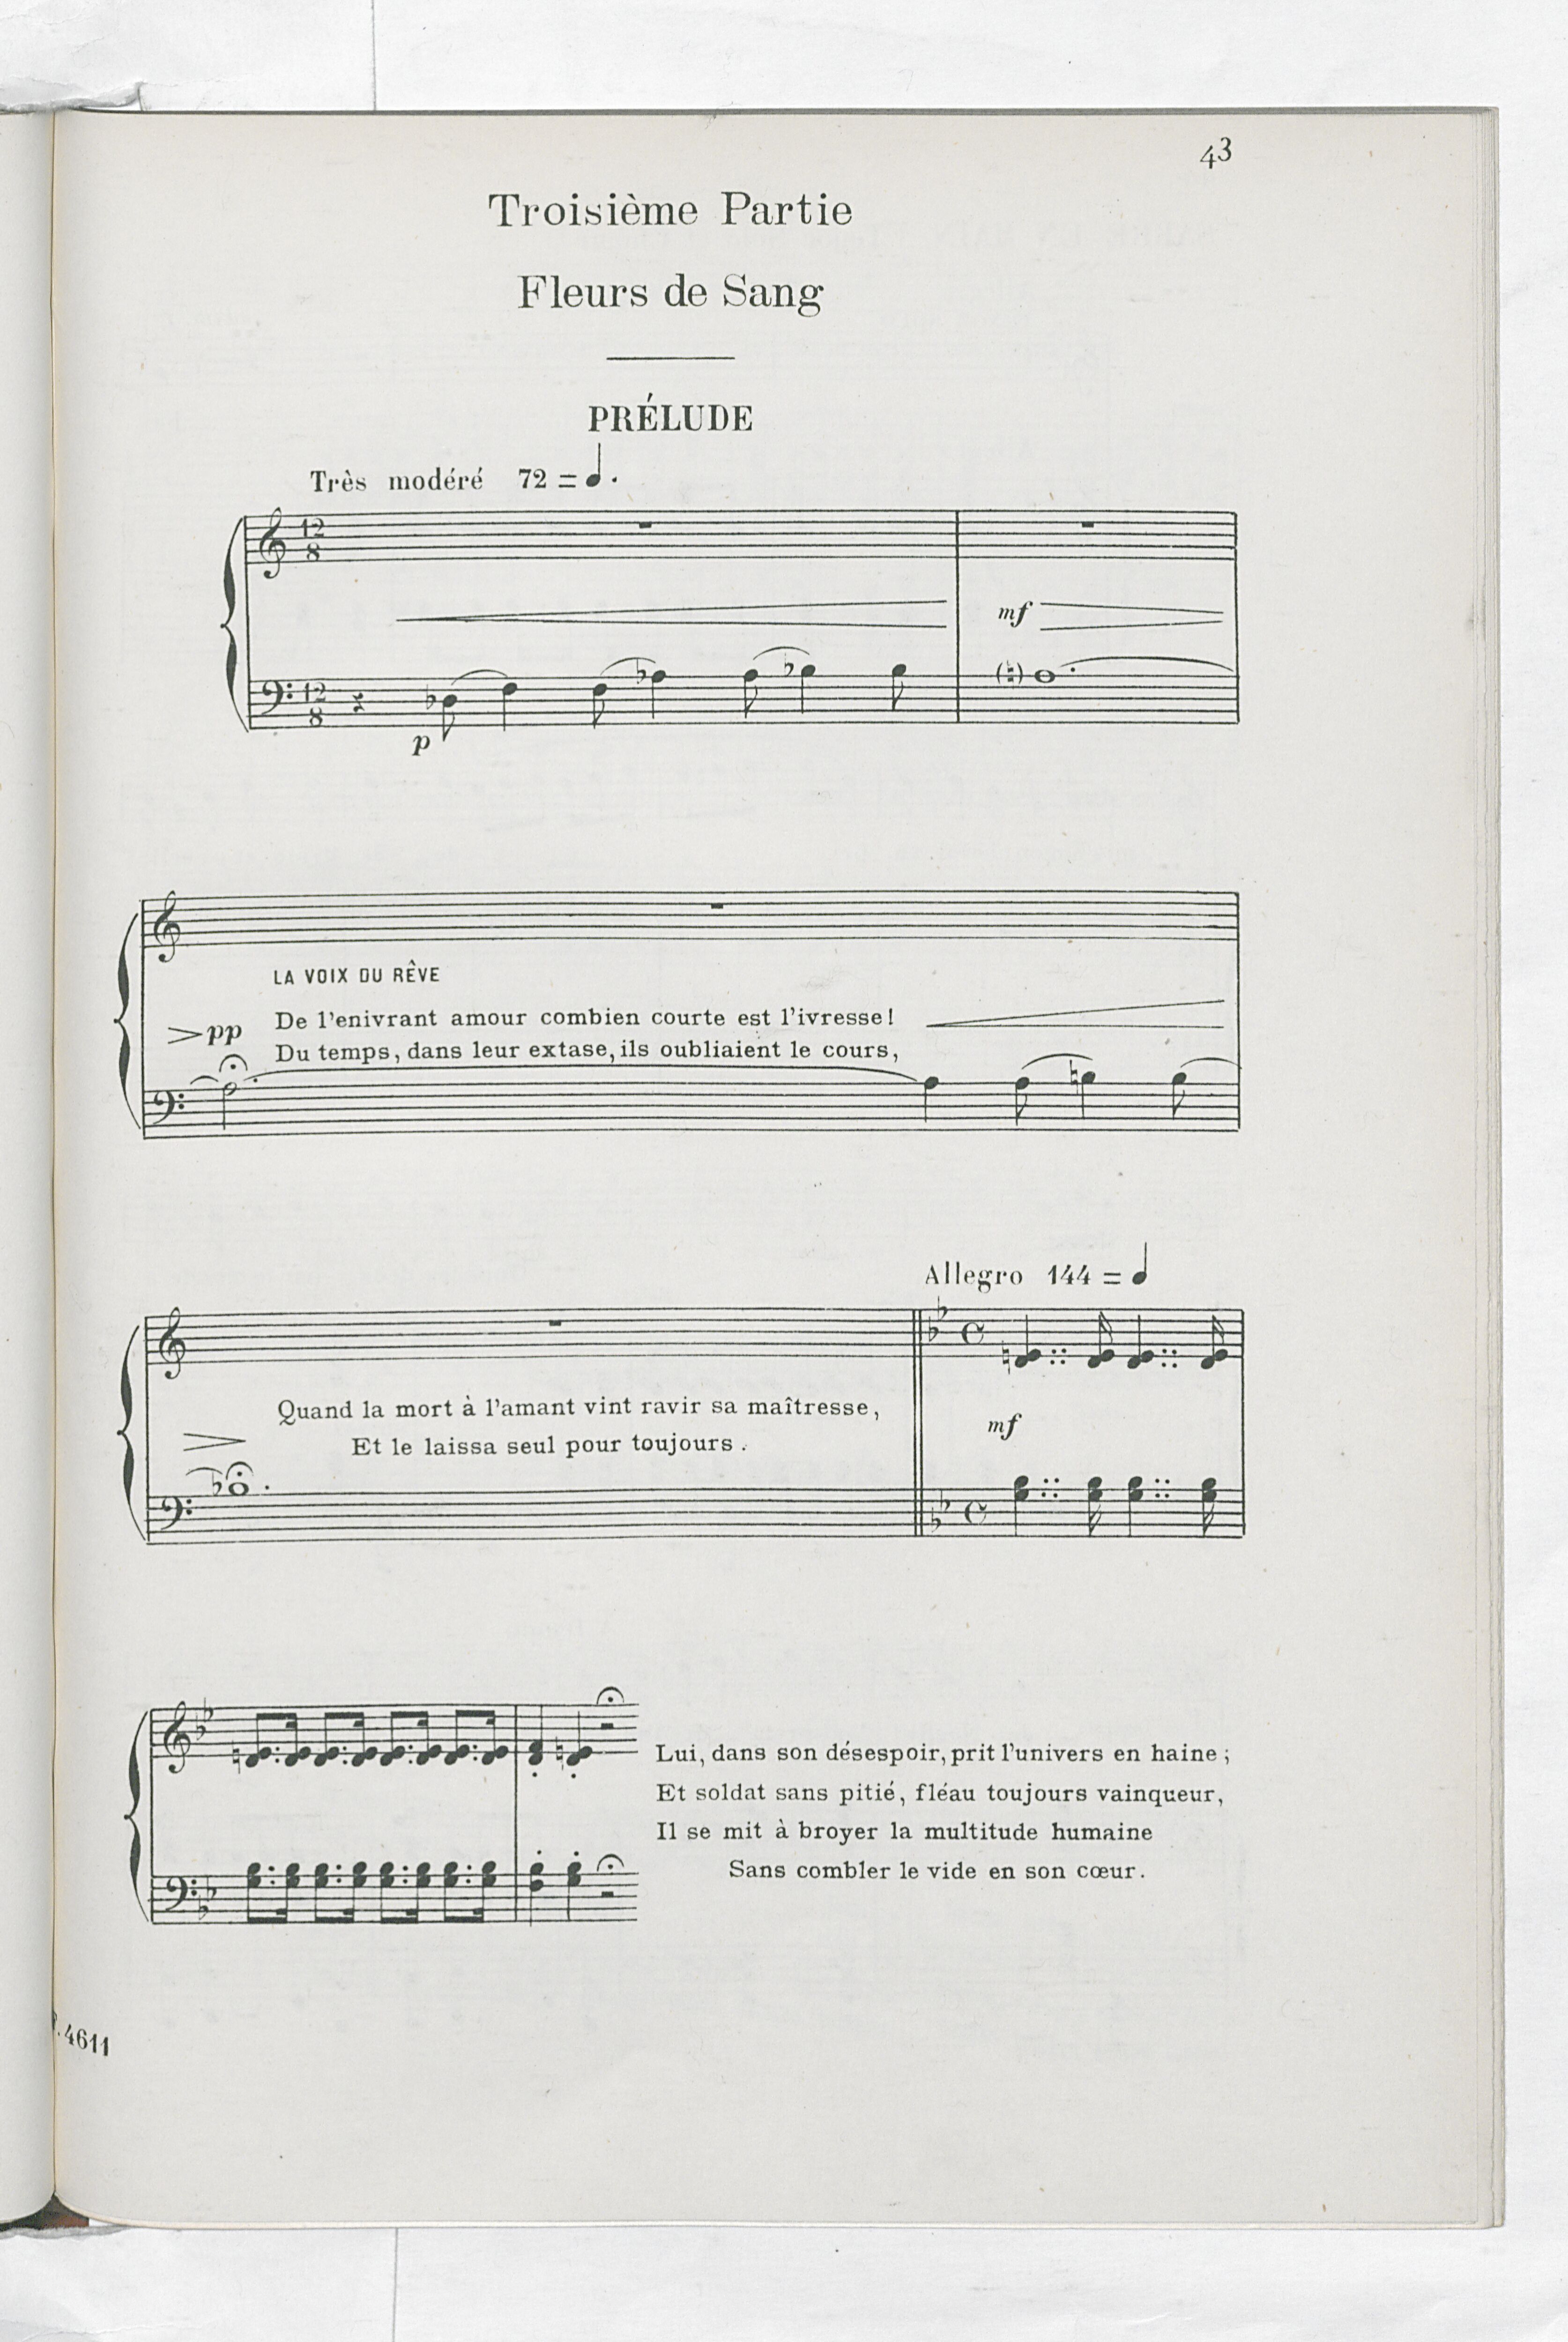 43
Troisième Partie
Fleurs de Sang
PRÉLUDE
Très modéré 72 = ♩.
12 8
mf
12 8
p
LA VOIX DU RÊVE
De l'enivrant amour combien courte est l'ivresse!
pp
Du temps, dans leur extase, ils oubliaient le cours,
Allegro 144 = ♩
Quand la mort à l'amant vint ravir sa maîtresse,
mf
Et le laissa seul pour toujours.
Lui, dans son désespoir, prit l'univers en haine;
Et soldat sans pitié, fléau toujours vainqueur,
Il se mit à broyer la multitude humaine
Sans combler le vide en son cœur.
4611